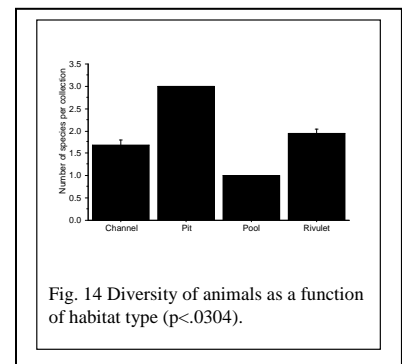 3.5
3.0
2.5
2.0
1.5
1.0
0.5
0.0
Number of species per collection
Channel Pit Pool Rivulet
Fig. 14 Diversity of animals as a function
of habitat type (p<.0304).